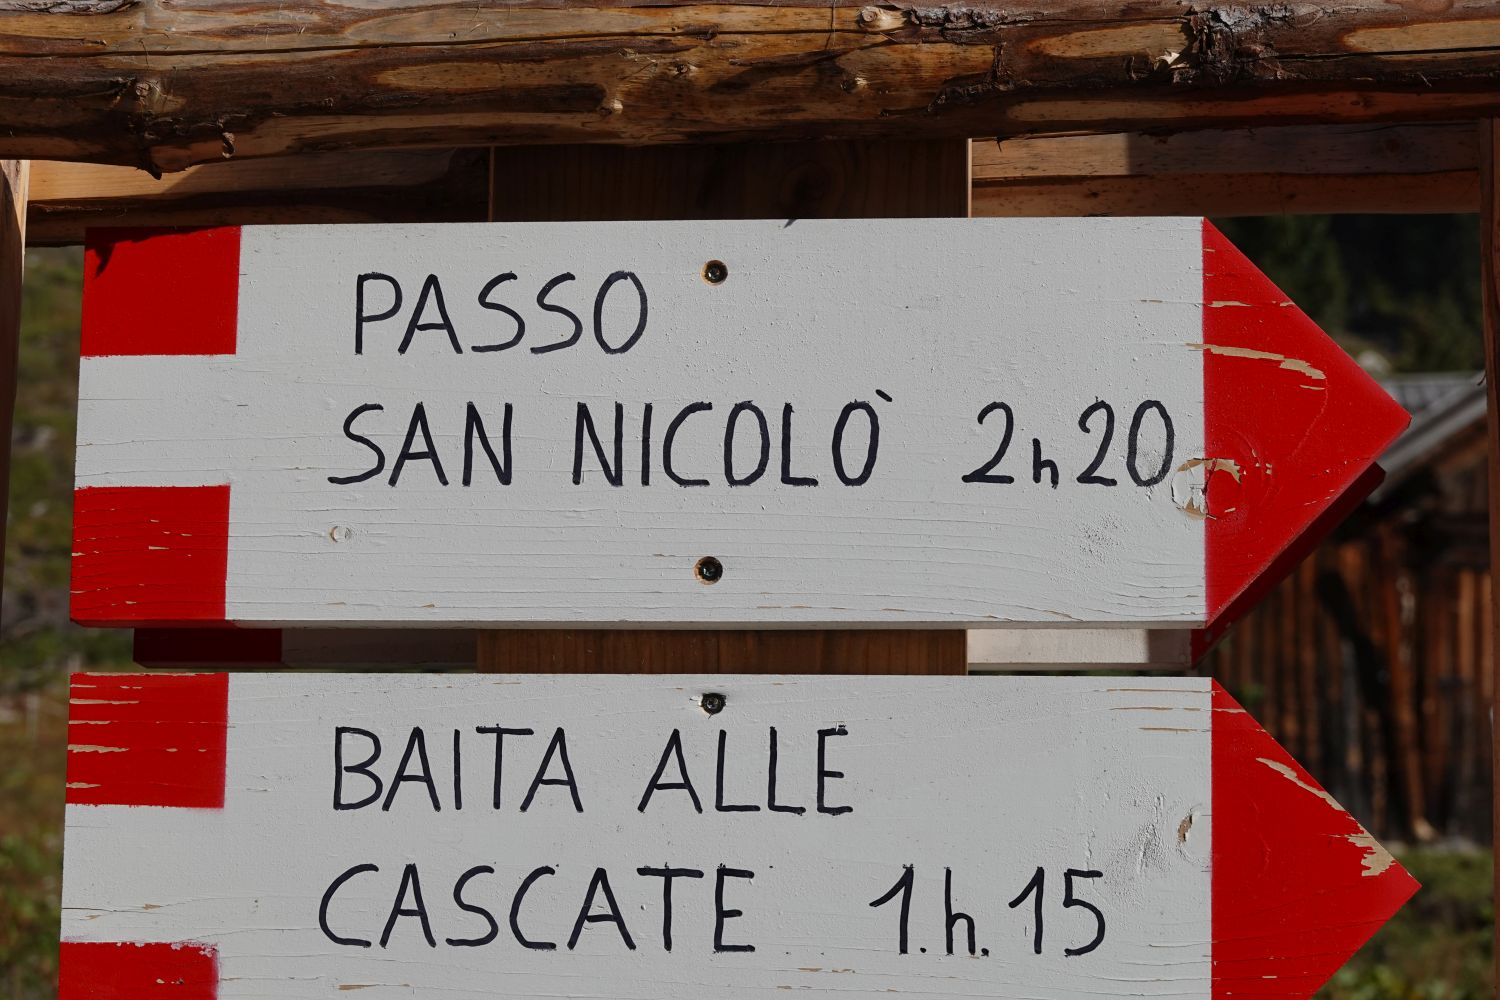 PASSO
SAN NICOLÒ 2h20
BAITA ALLE
CASCATE 1.h.15